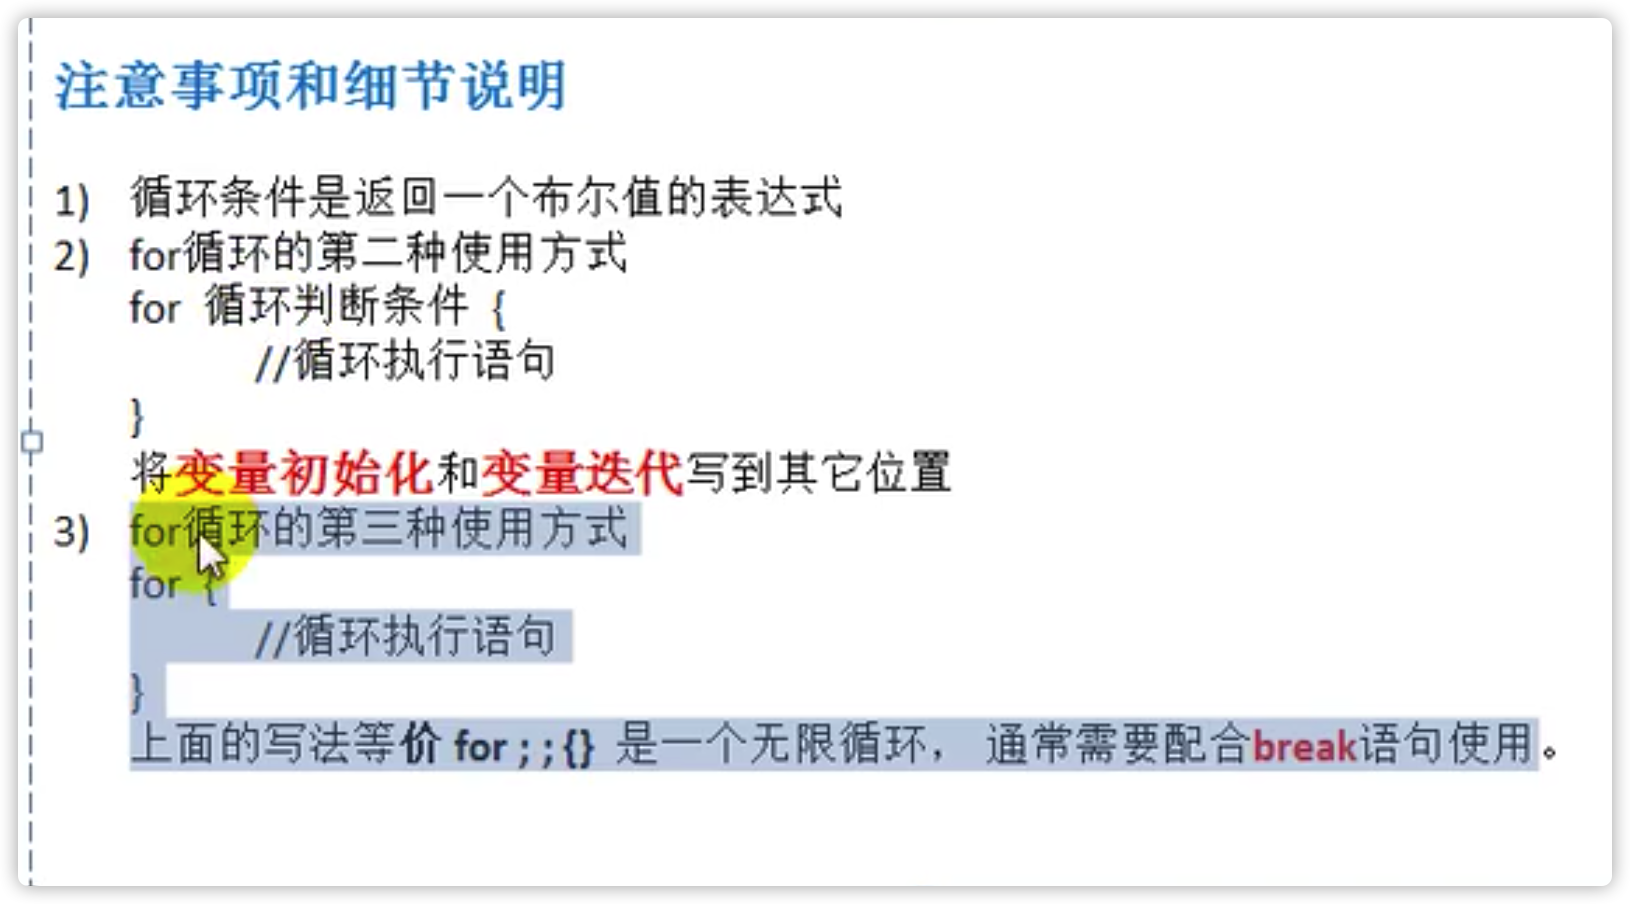 注意事项和细节说明
1) 循环条件是返回一个布尔值的表达式
2) for循环的第二种使用方式
for 循环判断条件 {
//循环执行语句
}
将变量初始化和变量迭代写到其它位置
3) for循环的第三种使用方式
for {
//循环执行语句
}
上面的写法等价 for ; ; {} 是一个无限循环， 通常需要配合break语句使用。